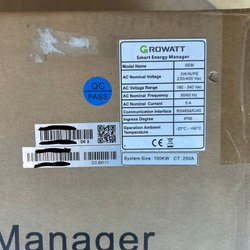 GROWATT
Smart Energy Manager
Model Name SEM
AC Nominal Voltage 3W/N/PE 230/400 Vac
AC Voltage Range 180 - 540 Vac
AC Nominal Frequency 50/60 Hz
AC Nominal Current 5 A
Communication Interface RS485&RJ45
Ingress Degree IP66
Operation Ambient Temperature -25°C - +60°C
System Size: 100KW CT: 250A
QC
PASS
Manager